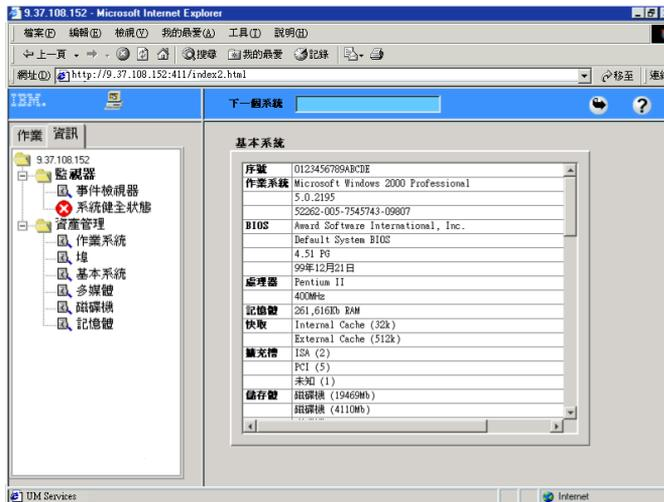 9.37.108.152 - Microsoft Internet Explorer
檔案(F) 編輯(E) 檢視(V) 我的最愛(A) 工具(T) 說明(H)
上一頁 搜尋 我的最愛 記錄
網址(D) http://9.37.108.152:411/index2.html 移至 連結
IBM. 下一個系統 ?
作業 資訊
9.37.108.152
監視器
事件檢視器
系統健全狀態
資產管理
作業系統
埠
基本系統
多媒體
磁碟機
記憶體
基本系統
序號 0123456789ABCDE
作業系統 Microsoft Windows 2000 Professional
5.0.2195
52262-005-7545743-09807
BIOS Award Software International, Inc.
Default System BIOS
4.51 PG
99年12月21日
處理器 Pentium II
400MHz
記憶體 261,616Kb RAM
快取 Internal Cache (32k)
External Cache (512k)
擴充槽 ISA (2)
PCI (5)
未知 (1)
儲存體 磁碟機 (19469Mb)
磁碟機 (4110Mb)
UM Services Internet